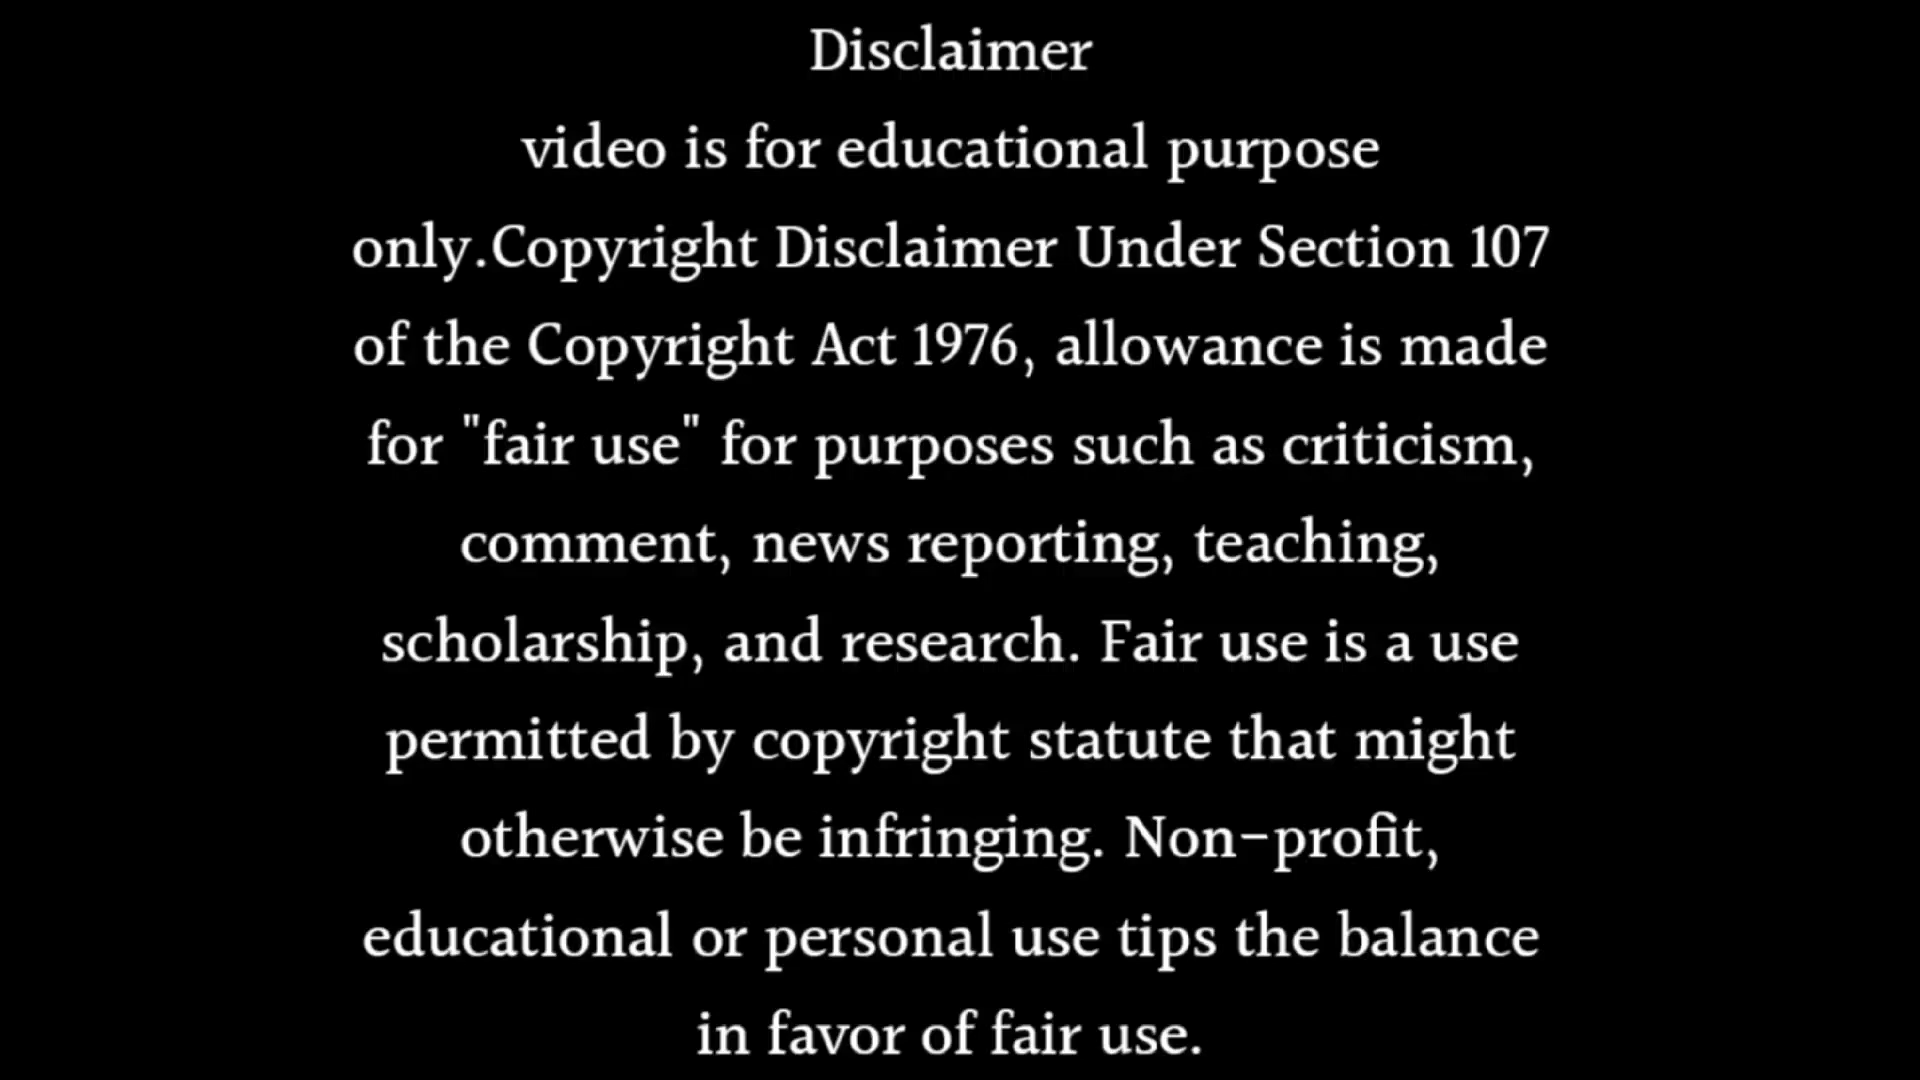 Disclaimer
video is for educational purpose
only.Copyright Disclaimer Under Section 107
of the Copyright Act 1976, allowance is made
for "fair use" for purposes such as criticism,
comment, news reporting, teaching,
scholarship, and research. Fair use is a use
permitted by copyright statute that might
otherwise be infringing. Non-profit,
educational or personal use tips the balance
in favor of fair use.